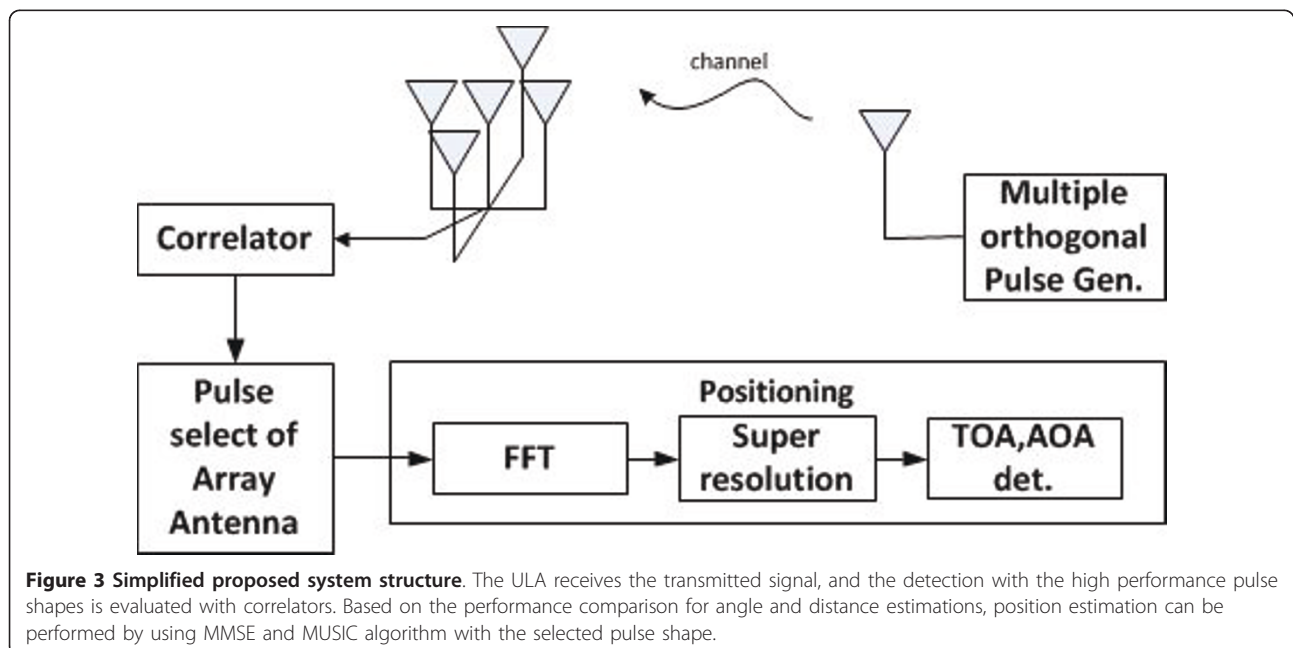 channel
Multiple
orthogonal
Pulse Gen.
Correlator
Pulse
select of
Array
Antenna
Positioning
FFT
Super
resolution
TOA,AOA
det.
Figure 3 Simplified proposed system structure. The ULA receives the transmitted signal, and the detection with the high performance pulse
shapes is evaluated with correlators. Based on the performance comparison for angle and distance estimations, position estimation can be
performed by using MMSE and MUSIC algorithm with the selected pulse shape.